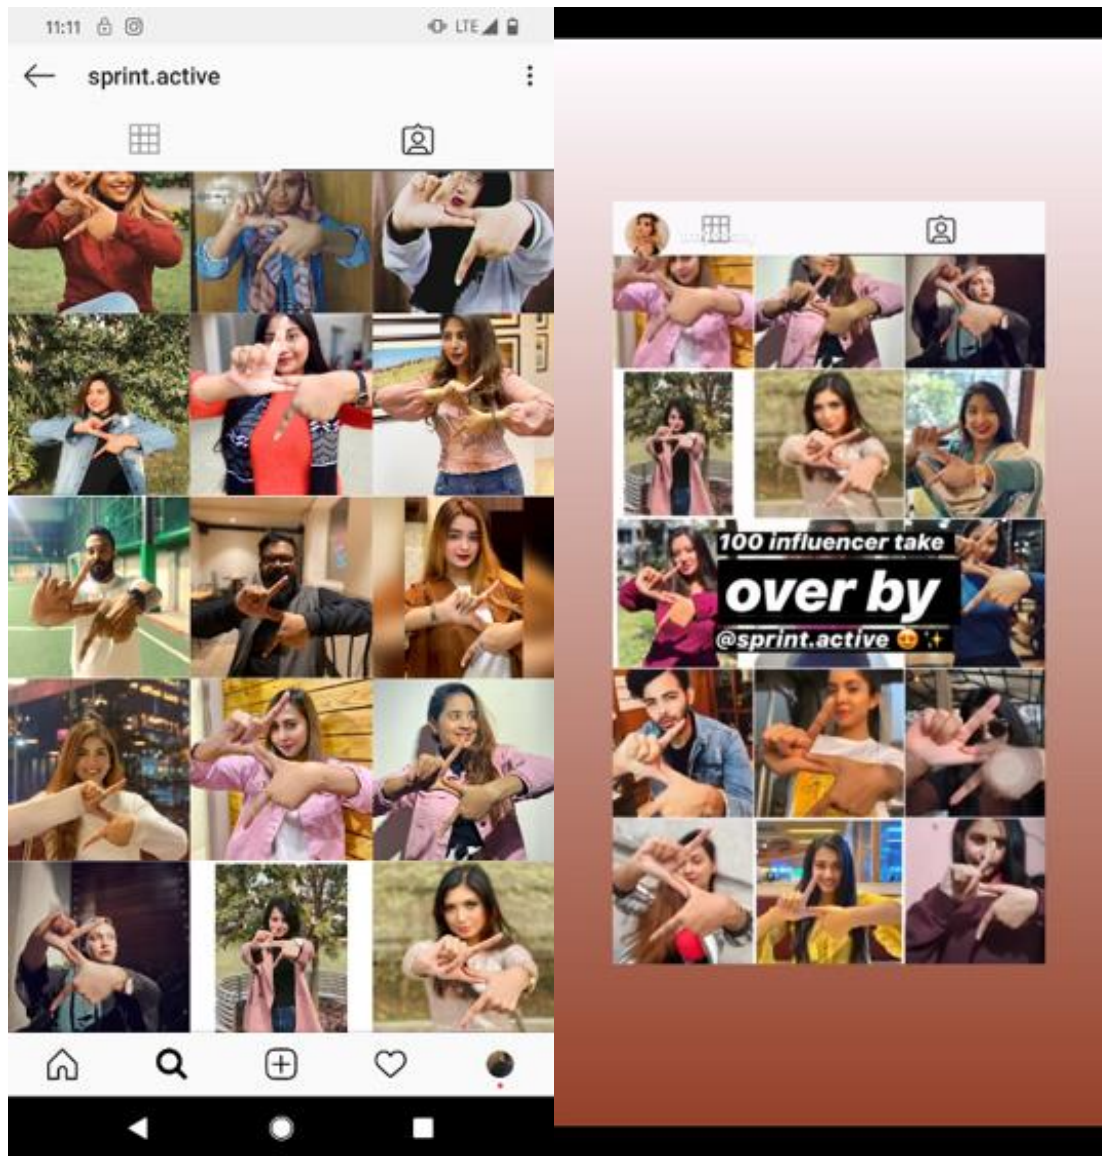 11:11
LTE
sprint.active
100 influencer take
over by
@sprint.active 😍✨